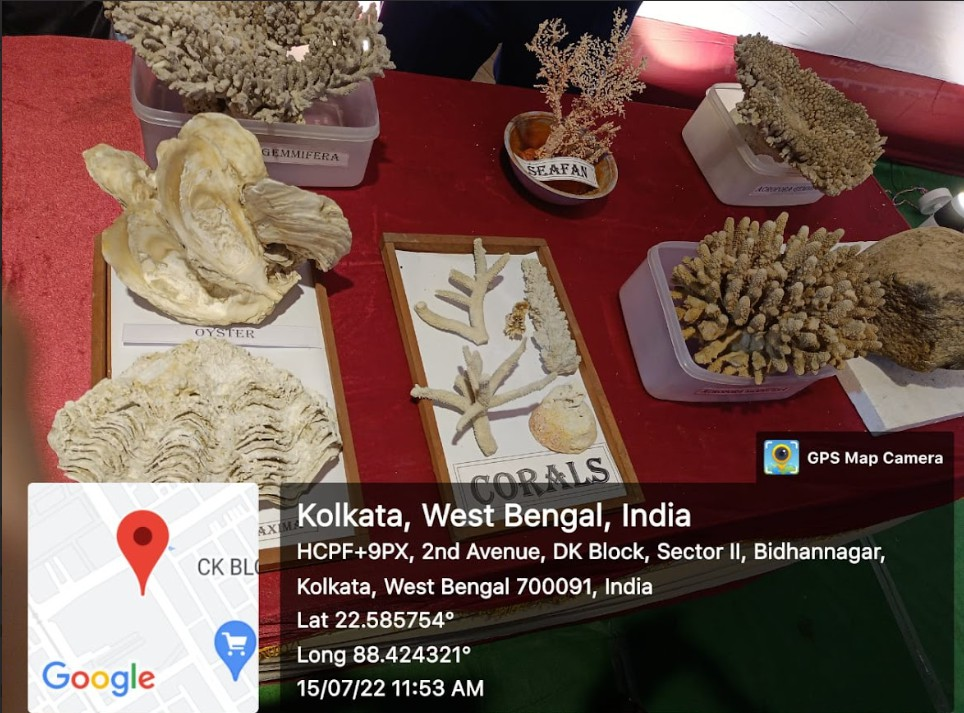 GEMMIFERA
SEAFAN
OYSTER
CORALS
GPS Map Camera
CK BLO
Google
Kolkata, West Bengal, India
HCPF+9PX, 2nd Avenue, DK Block, Sector II, Bidhannagar,
Kolkata, West Bengal 700091, India
Lat 22.585754°
Long 88.424321°
15/07/22 11:53 AM